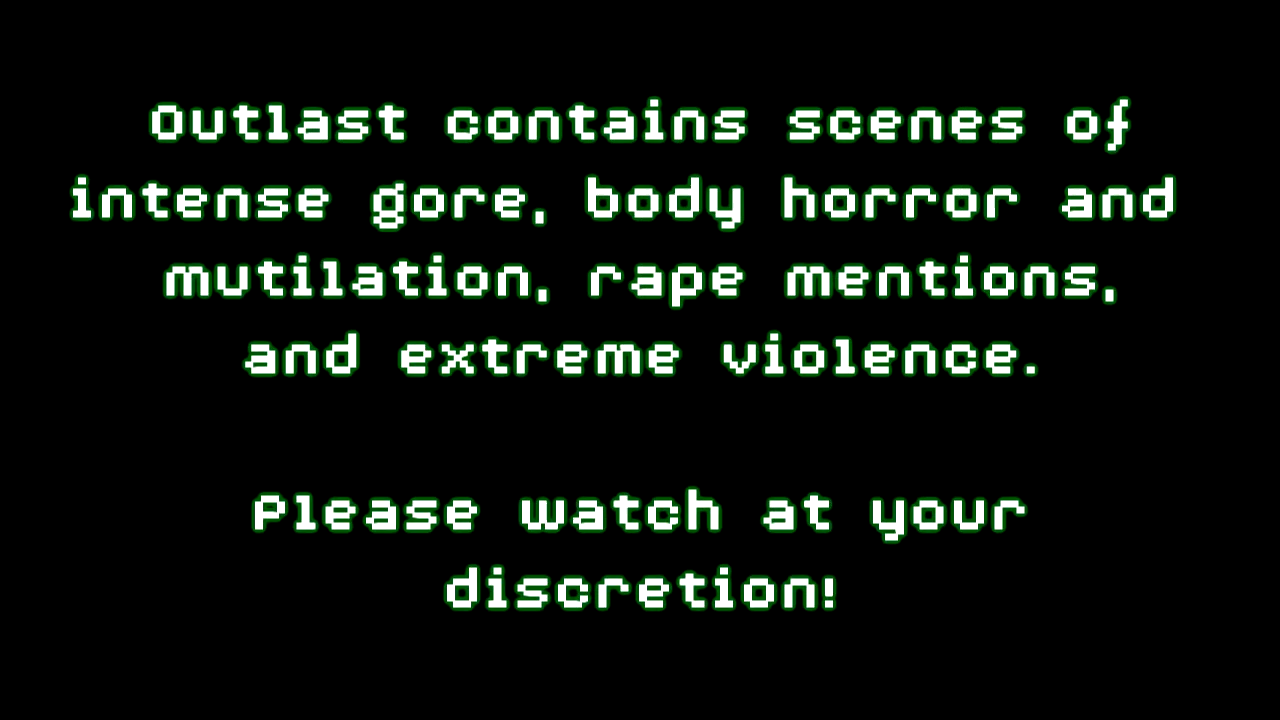 Outlast contains scenes of
intense gore, body horror and
mutilation, rape mentions,
and extreme violence.
Please watch at your
discretion!